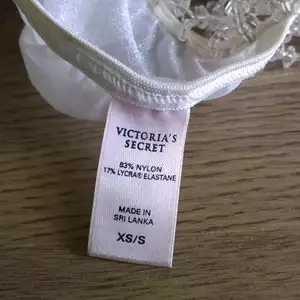 VICTORIA'S
SECRET
83% NYLON
17% LYCRA® ELASTANE
MADE IN
SRI LANKA
XS/S